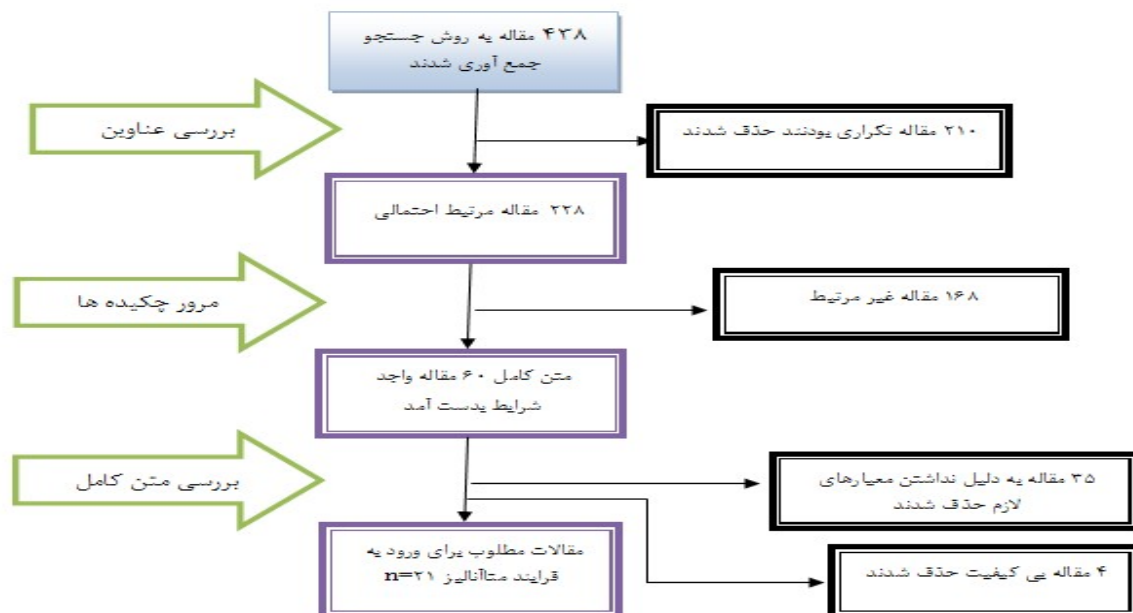 ۴۳۸ مقاله به روش جستجو
جمع آوری شدند
بررسی عناوین
۲۱۰ مقاله تکراری بودنند حذف شدند
۲۲۸ مقاله مرتبط احتمالی
مرور چکیده ها
۱۶۸ مقاله غیر مرتبط
متن کامل ۶۰ مقاله واجد
شرایط بدست آمد
بررسی متن کامل
۳۵ مقاله به دلیل نداشتن معیارهای
لازم حذف شدند
مقالات مطلوب برای ورود به
فرایند متاآنالیز n=۲۱
۴ مقاله بی کیفیت حذف شدند